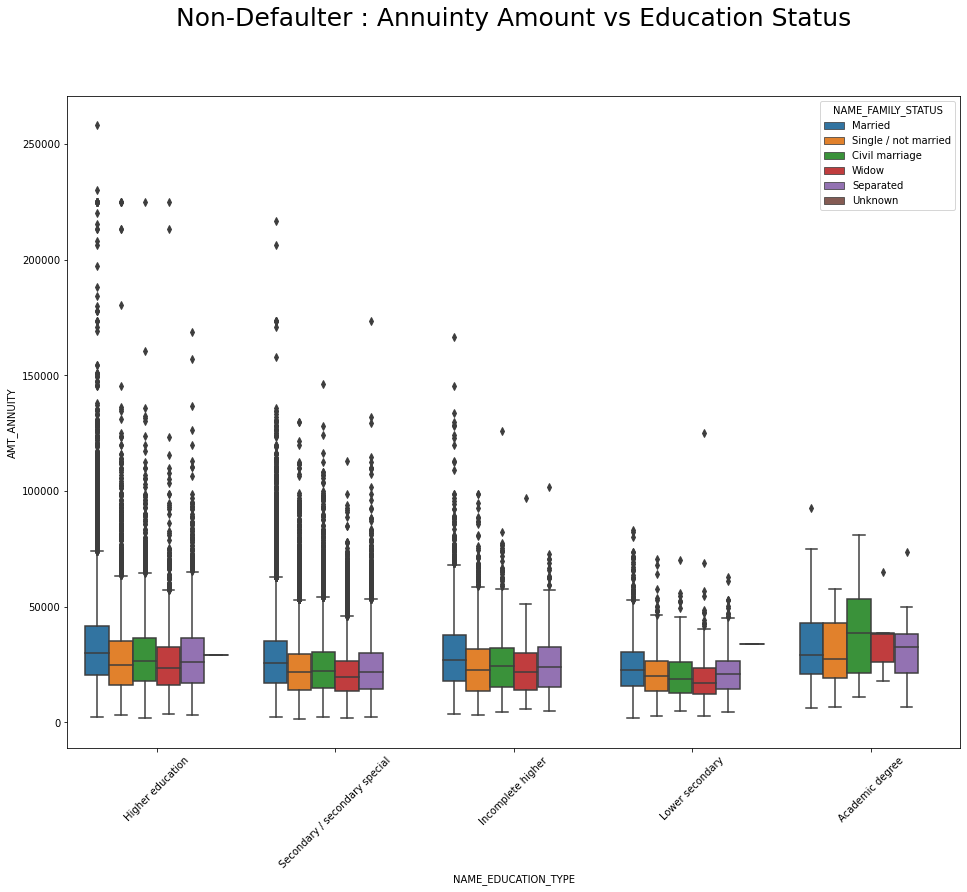 Non-Defaulter : Annuinty Amount vs Education Status
NAME_FAMILY_STATUS
Married
Single / not married
Civil marriage
Widow
Separated
Unknown
250000
200000
150000
100000
50000
0
AMT_ANNUITY
Higher education
Secondary / secondary special
Incomplete higher
Lower secondary
Academic degree
NAME_EDUCATION_TYPE